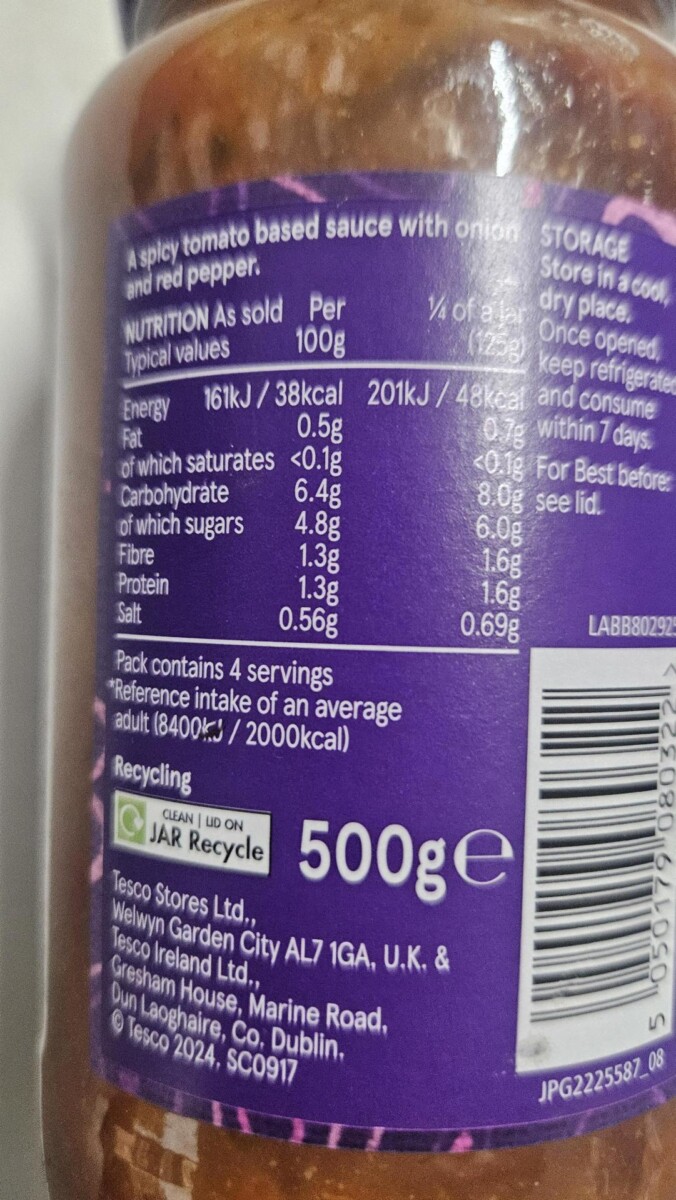 A spicy tomato based sauce with onion
and red pepper.
NUTRITION As sold Per 1/4 of a jar
Typical values 100g (125g)
Energy 161kJ / 38kcal 201kJ / 48kcal
Fat 0.5g 0.7g
of which saturates <0.1g <0.1g
Carbohydrate 6.4g 8.0g
of which sugars 4.8g 6.0g
Fibre 1.3g 1.6g
Protein 1.3g 1.6g
Salt 0.56g 0.69g
Pack contains 4 servings
*Reference intake of an average
adult (8400kJ / 2000kcal)
Recycling
CLEAN | LID ON
JAR Recycle
500g℮
Tesco Stores Ltd.,
Welwyn Garden City AL7 1GA, U.K. &
Tesco Ireland Ltd.,
Gresham House, Marine Road,
Dun Laoghaire, Co. Dublin.
© Tesco 2024. SC0917
STORAGE
Store in a cool,
dry place.
Once opened,
keep refrigerated
and consume
within 7 days.
For Best before:
see lid.
LABB802925
5 050179 080322 >
JPG2225587_08